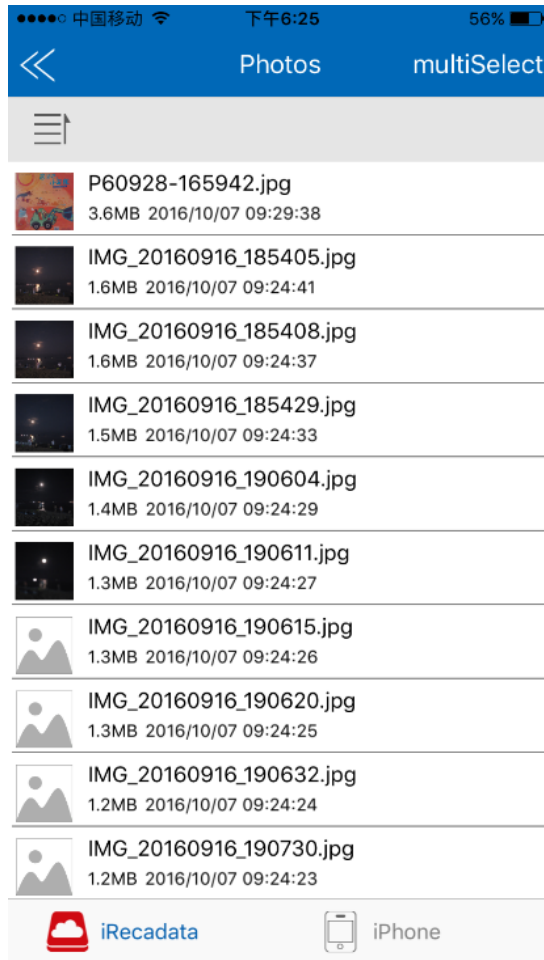 中国移动 下午6:25 56%
Photos multiSelect
P60928-165942.jpg
3.6MB 2016/10/07 09:29:38
IMG_20160916_185405.jpg
1.6MB 2016/10/07 09:24:41
IMG_20160916_185408.jpg
1.6MB 2016/10/07 09:24:37
IMG_20160916_185429.jpg
1.5MB 2016/10/07 09:24:33
IMG_20160916_190604.jpg
1.4MB 2016/10/07 09:24:29
IMG_20160916_190611.jpg
1.3MB 2016/10/07 09:24:27
IMG_20160916_190615.jpg
1.3MB 2016/10/07 09:24:26
IMG_20160916_190620.jpg
1.3MB 2016/10/07 09:24:25
IMG_20160916_190632.jpg
1.2MB 2016/10/07 09:24:24
IMG_20160916_190730.jpg
1.2MB 2016/10/07 09:24:23
iRecadata iPhone